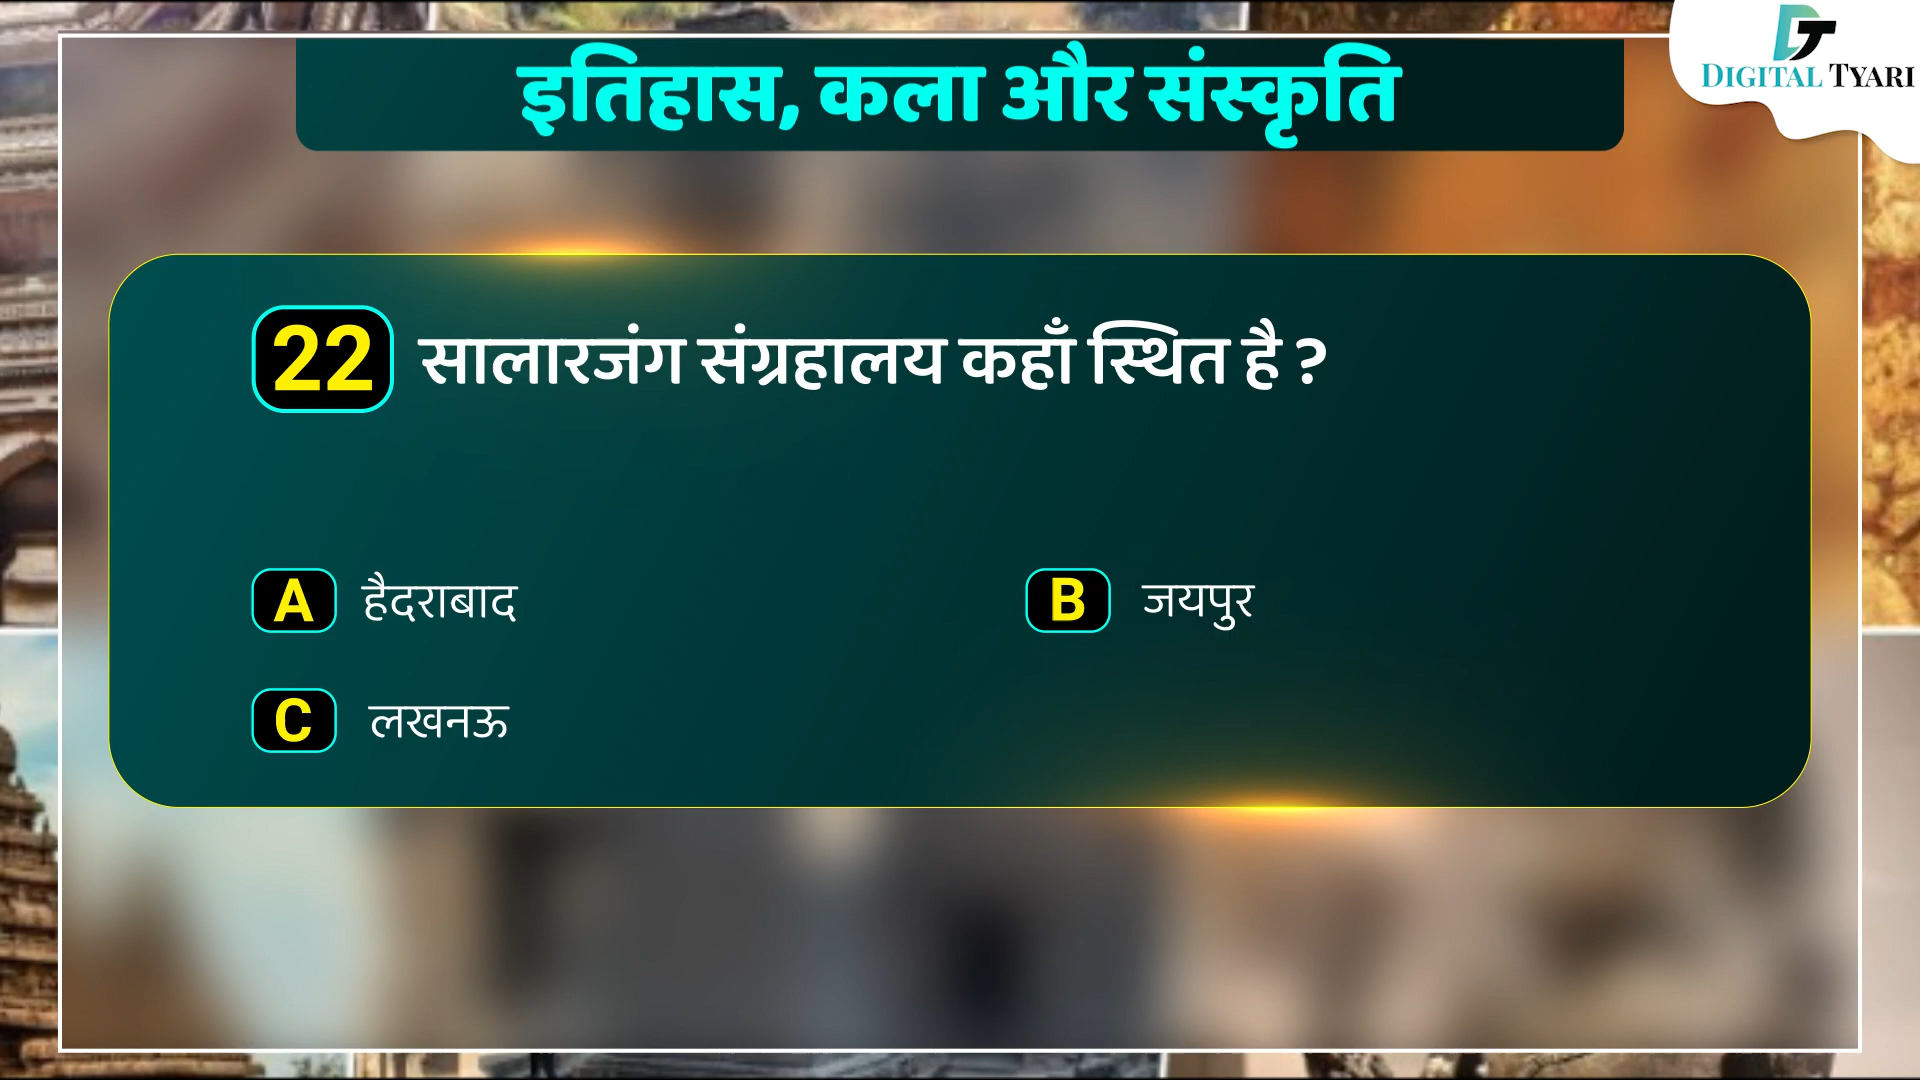 इतिहास, कला और संस्कृति
DIGITAL TYARI
22 सालारजंग संग्रहालय कहाँ स्थित है ?
A हैदराबाद
B जयपुर
C लखनऊ